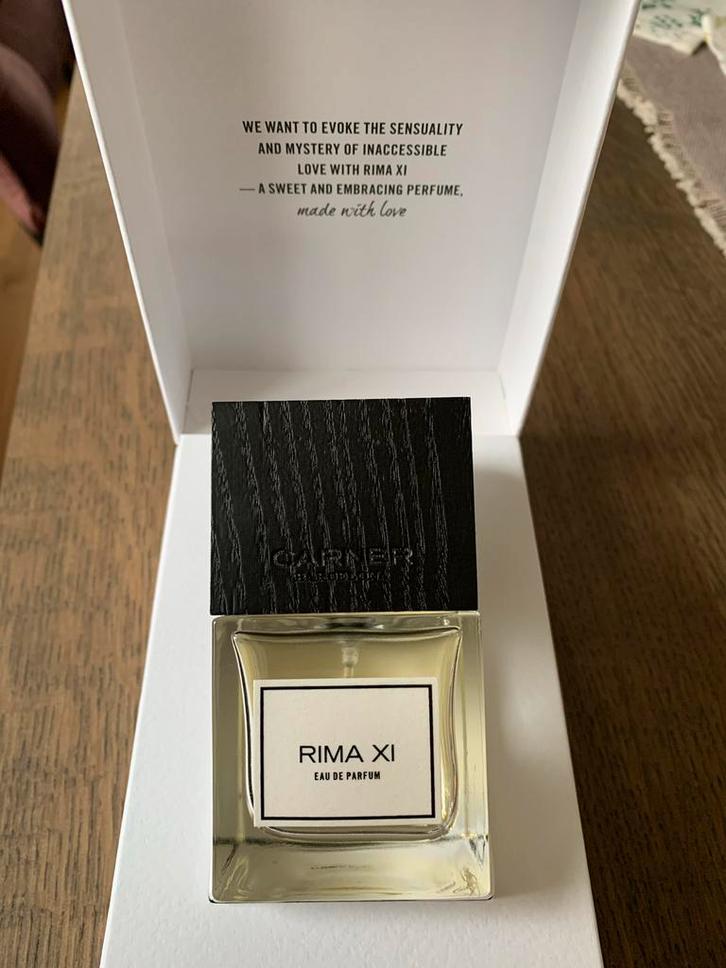 WE WANT TO EVOKE THE SENSUALITY
AND MYSTERY OF INACCESSIBLE
LOVE WITH RIMA XI
— A SWEET AND EMBRACING PERFUME,
made with love
CARNER
BARCELONA
RIMA XI
EAU DE PARFUM